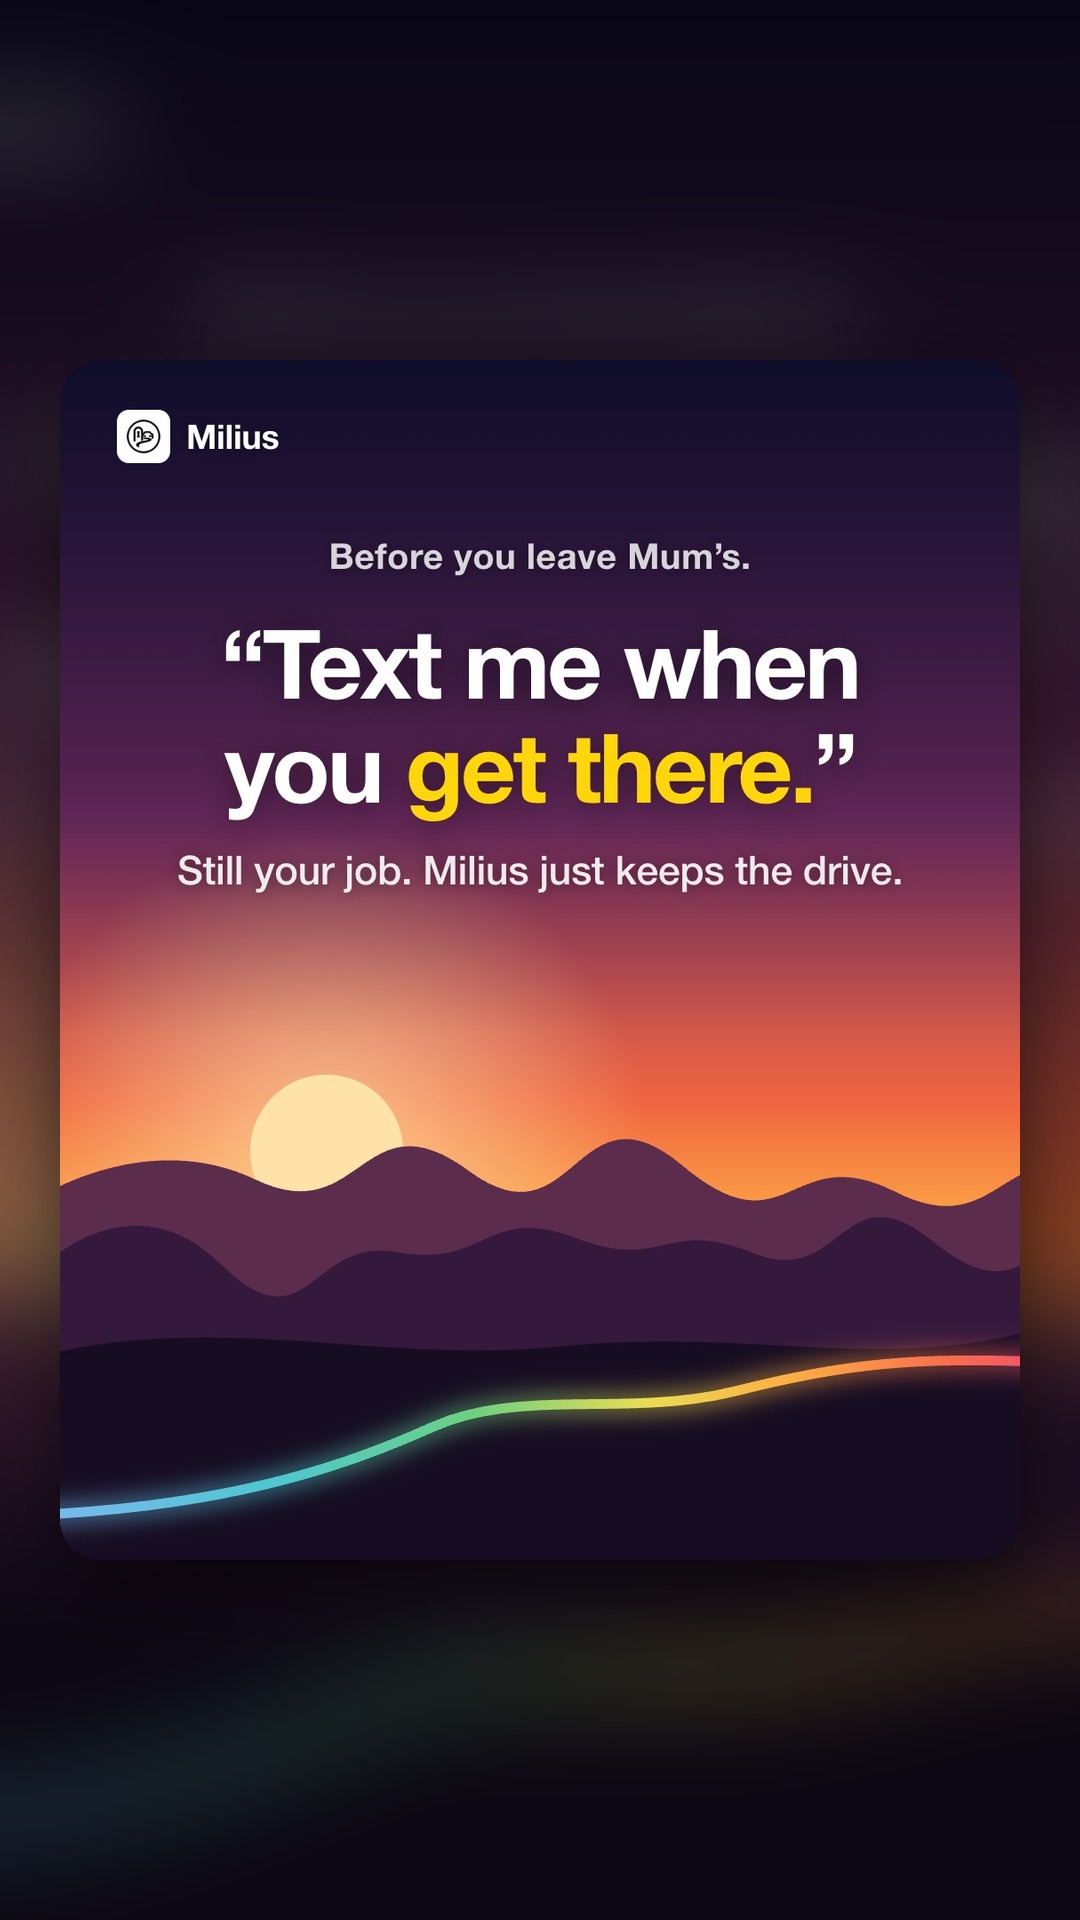 Milius
Before you leave Mum’s.
“Text me when
you get there.”
Still your job. Milius just keeps the drive.